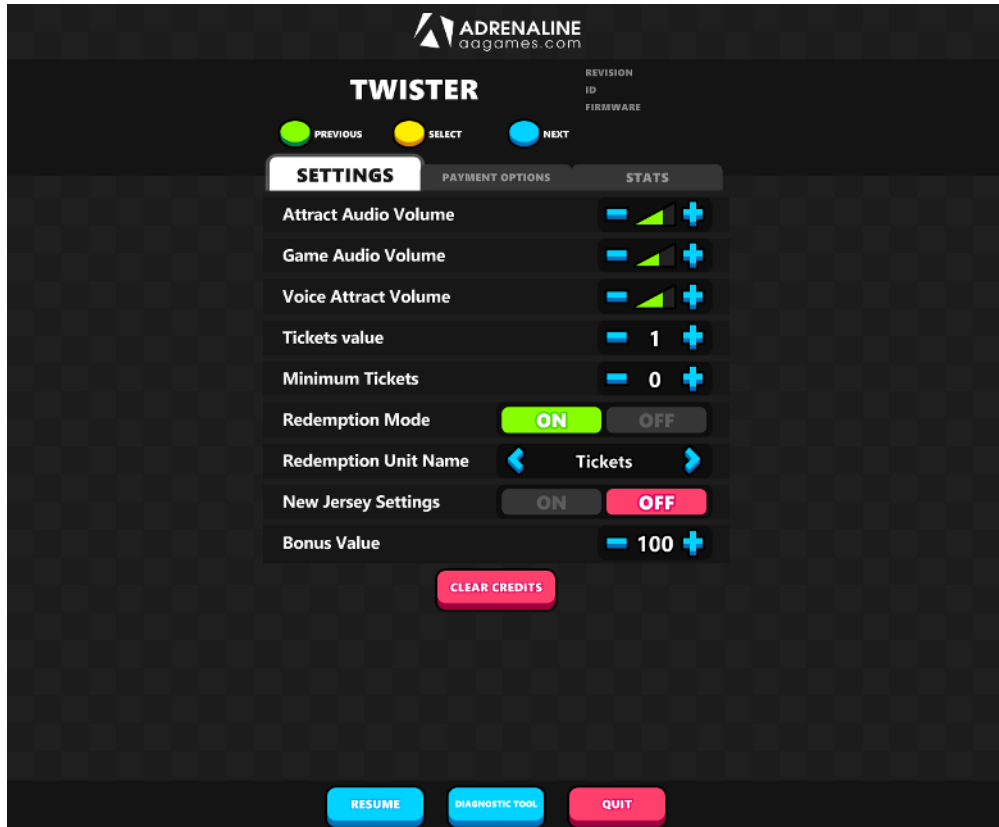 ADRENALINE
aagames.com
TWISTER
REVISION
ID
FIRMWARE
PREVIOUS SELECT NEXT
SETTINGS PAYMENT OPTIONS STATS
Attract Audio Volume
Game Audio Volume
Voice Attract Volume
Tickets value 1
Minimum Tickets 0
Redemption Mode ON OFF
Redemption Unit Name Tickets
New Jersey Settings ON OFF
Bonus Value 100
CLEAR CREDITS
RESUME DIAGNOSTIC TOOL QUIT